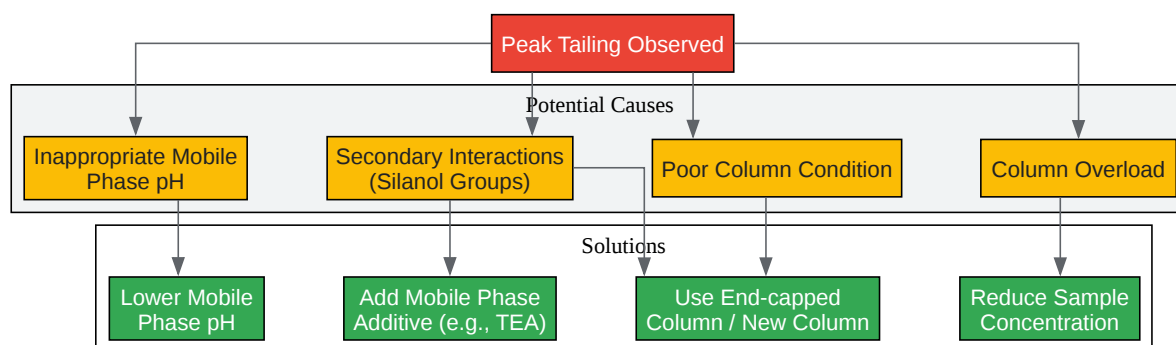 Peak Tailing Observed
Potential Causes
Inappropriate Mobile
Phase pH
Secondary Interactions
(Silanol Groups)
Poor Column Condition
Column Overload
Solutions
Lower Mobile
Phase pH
Add Mobile Phase
Additive (e.g., TEA)
Use End-capped
Column / New Column
Reduce Sample
Concentration